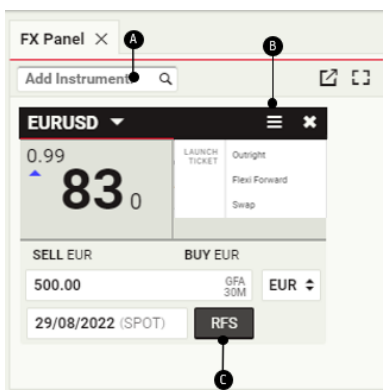 FX Panel
A
B
Add Instrument
EURUSD
0.99
83 0
LAUNCH TICKET
Outright
Flexi Forward
Swap
SELL EUR BUY EUR
500.00 GFA 30M EUR
29/08/2022 (SPOT) RFS
C